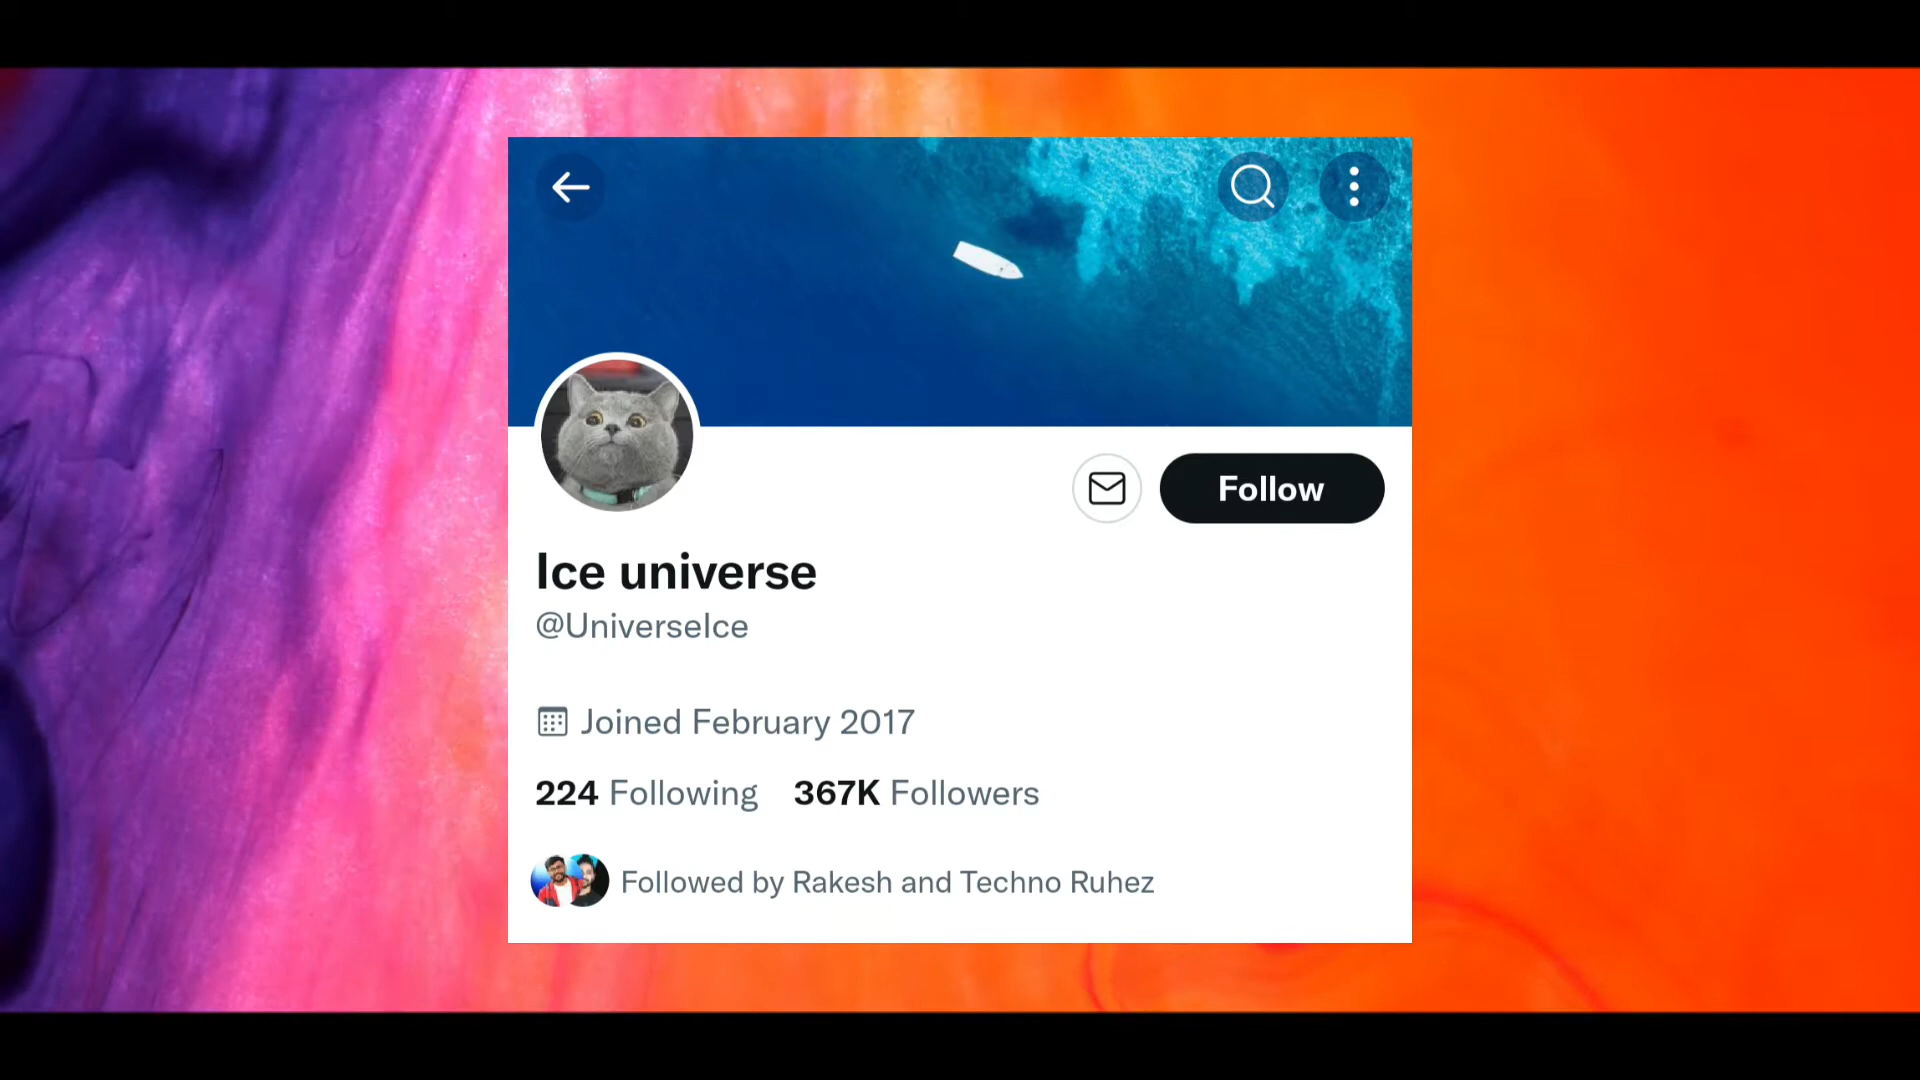 Follow
Ice universe
@UniverseIce
Joined February 2017
224 Following 367K Followers
Followed by Rakesh and Techno Ruhez